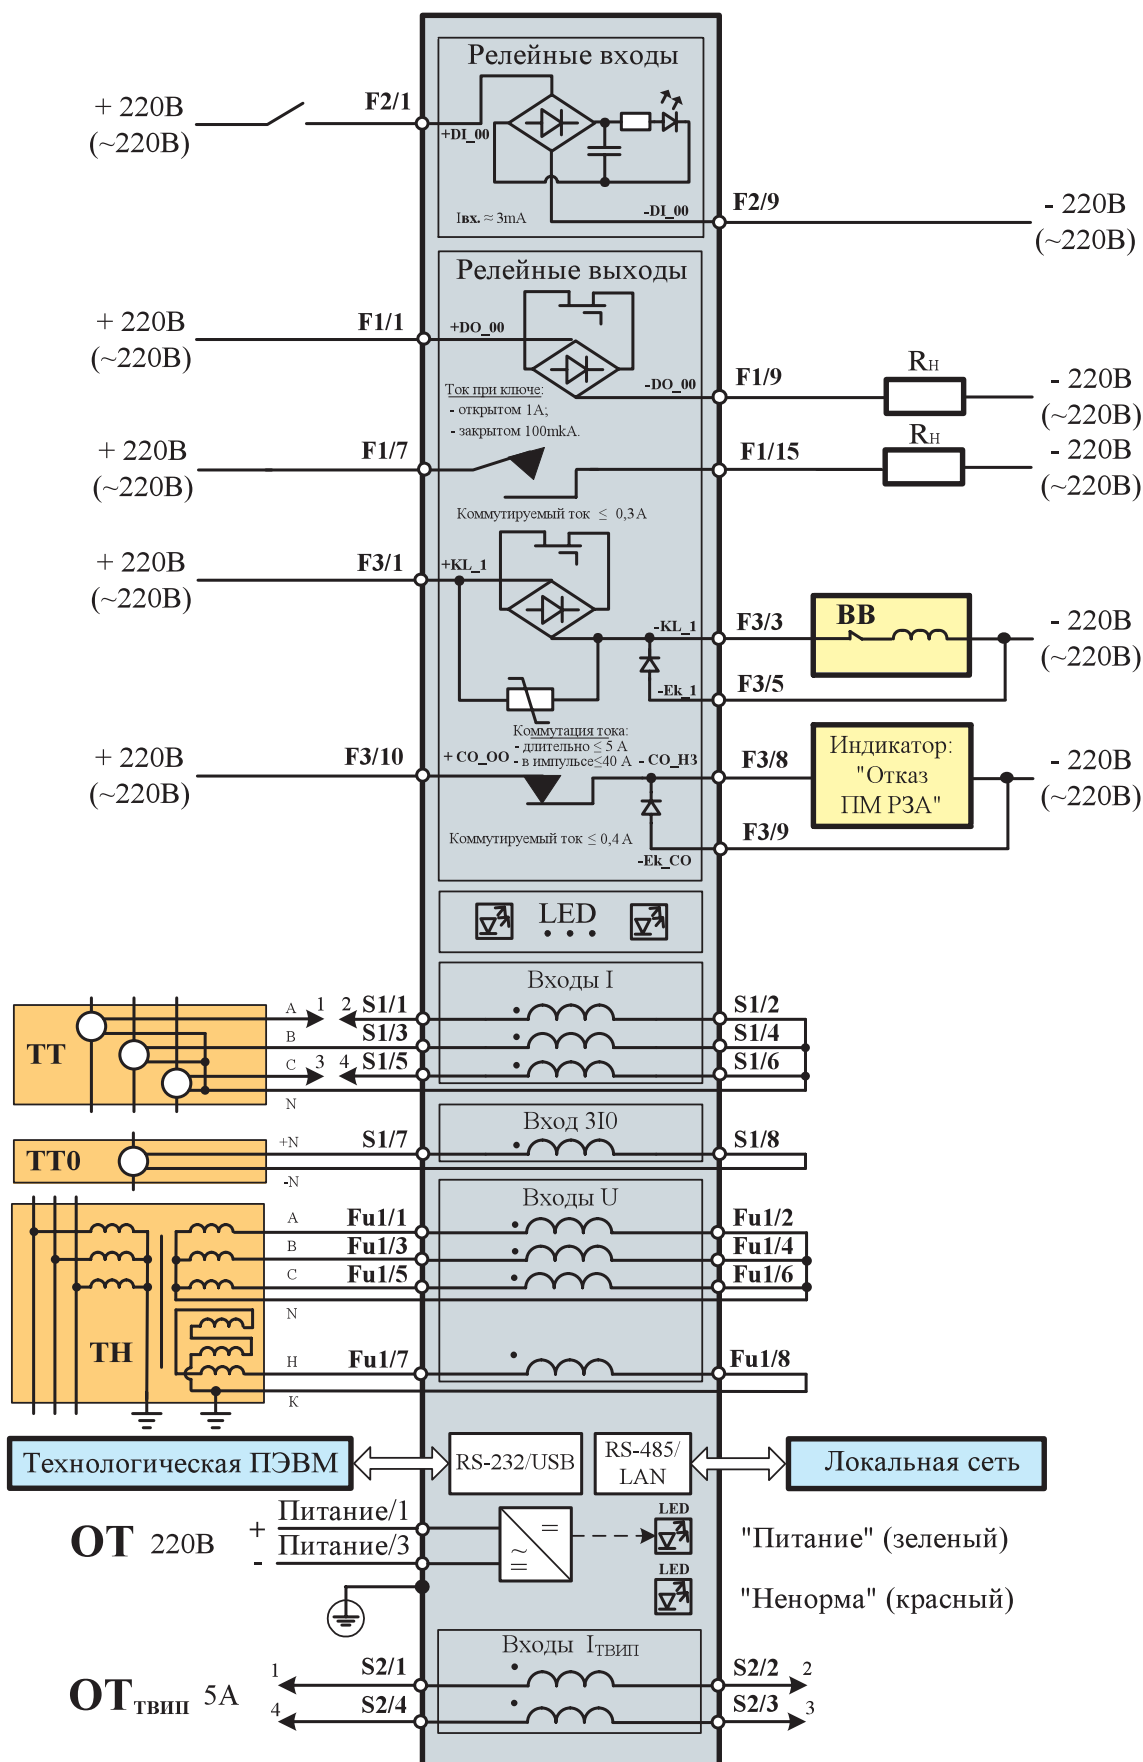 Релейные входы
+ 220В
(~220В)
F2/1
+DI_00
Iвх. ≈ 3mA
-DI_00
F2/9
- 220В
(~220В)
Релейные выходы
+ 220В
(~220В)
F1/1
+DO_00
-DO_00
F1/9
Rн
- 220В
(~220В)
Ток при ключе:
- открытом 1А;
- закрытом 100mkA.
+ 220В
(~220В)
F1/7
F1/15
Rн
- 220В
(~220В)
Коммутируемый ток ≤ 0,3 А
+ 220В
(~220В)
F3/1
+KL_1
-KL_1
F3/3
ВВ
- 220В
(~220В)
-Ek_1
F3/5
Коммутация тока:
- длительно ≤ 5 А
- в импульсе≤40 А
+ 220В
(~220В)
F3/10
+ CO_OO
- CO_НЗ
F3/8
Индикатор:
"Отказ
ПМ РЗА"
- 220В
(~220В)
Коммутируемый ток ≤ 0,4 А
-Ek_CO
F3/9
LED
Входы I
ТТ
A 1 2 S1/1 S1/2
B S1/3 S1/4
C 3 4 S1/5 S1/6
N
Вход 3I0
ТТ0
+N S1/7 S1/8
-N
Входы U
ТН
A Fu1/1 Fu1/2
B Fu1/3 Fu1/4
C Fu1/5 Fu1/6
N
Н Fu1/7 Fu1/8
К
Технологическая ПЭВМ
RS-232/USB
RS-485/
LAN
Локальная сеть
ОТ 220В
+ Питание/1
- Питание/3
~
=
=
LED
"Питание" (зеленый)
LED
"Ненорма" (красный)
Входы IТВИП
ОТТВИП 5А
1 S2/1 S2/2 2
4 S2/4 S2/3 3